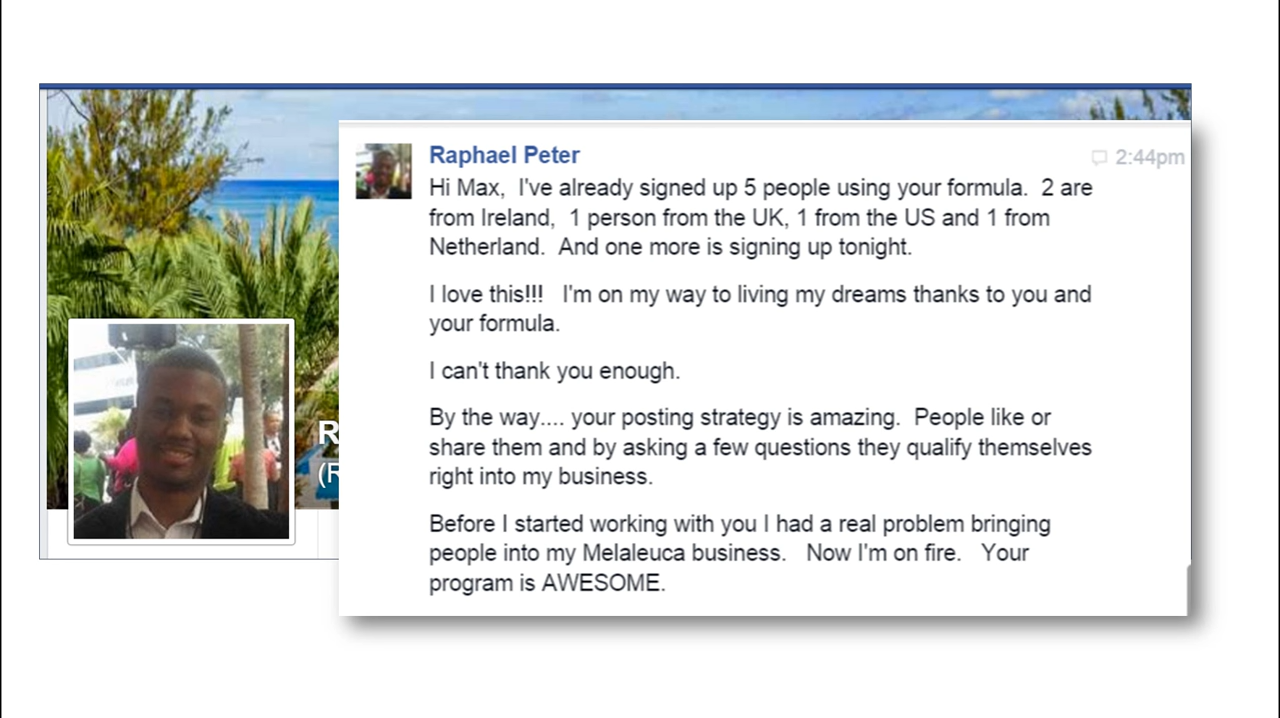 Raphael Peter
2:44pm
Hi Max, I've already signed up 5 people using your formula. 2 are
from Ireland, 1 person from the UK, 1 from the US and 1 from
Netherland. And one more is signing up tonight.
I love this!!! I'm on my way to living my dreams thanks to you and
your formula.
I can't thank you enough.
By the way.... your posting strategy is amazing. People like or
share them and by asking a few questions they qualify themselves
right into my business.
Before I started working with you I had a real problem bringing
people into my Melaleuca business. Now I'm on fire. Your
program is AWESOME.
R
(R